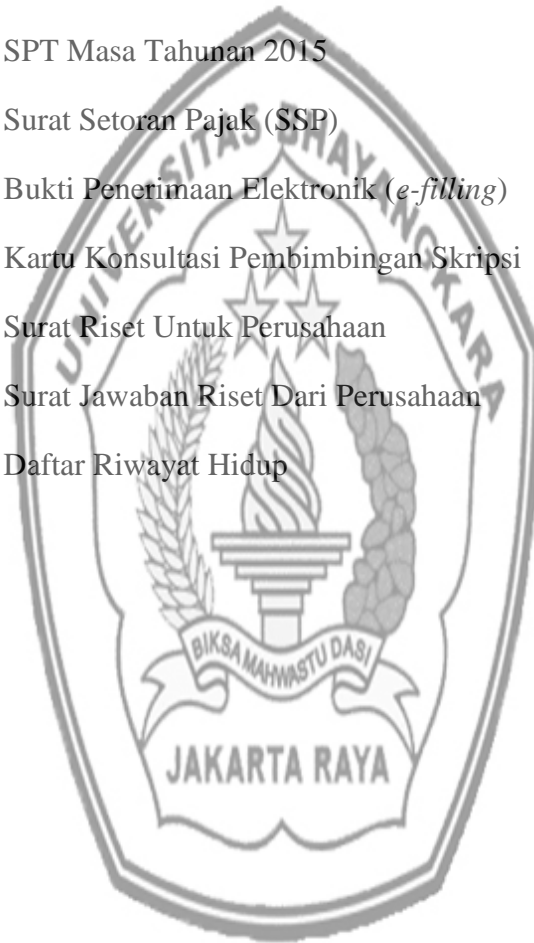 SPT Masa Tahunan 2015
Surat Setoran Pajak (SSP)
Bukti Penerimaan Elektronik (e-filling)
Kartu Konsultasi Pembimbingan Skripsi
Surat Riset Untuk Perusahaan
Surat Jawaban Riset Dari Perusahaan
Daftar Riwayat Hidup
UNIVERSITAS BHAYANGKARA
BIKSA MAHWASTU DASI
JAKARTA RAYA